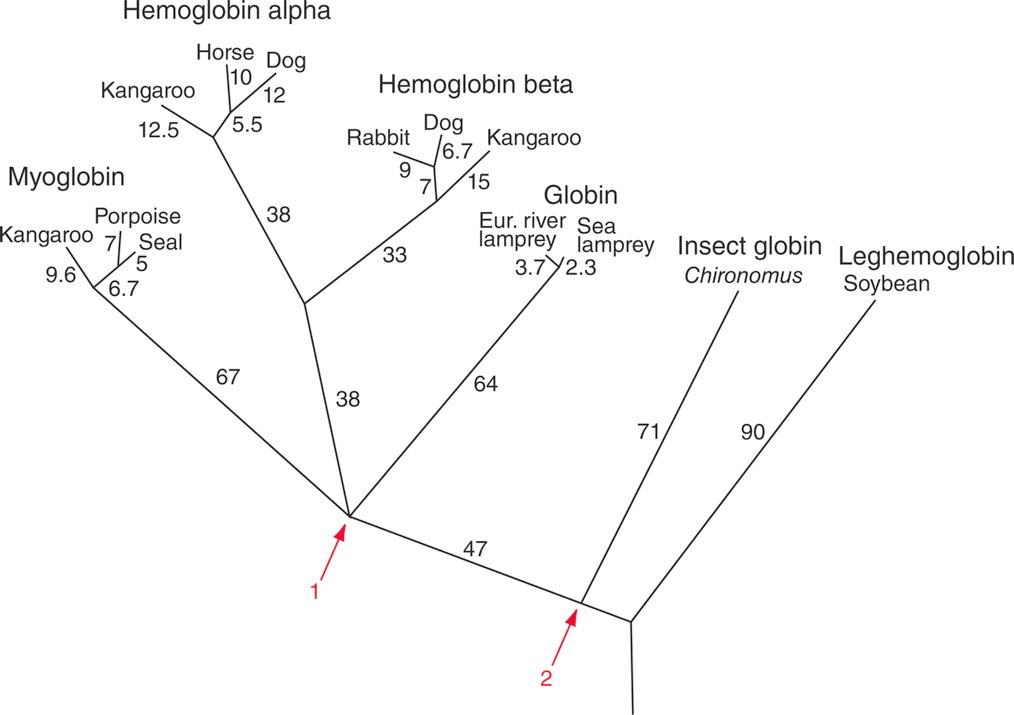 Hemoglobin alpha
Horse
Dog
10
12
Kangaroo
12.5
5.5
Hemoglobin beta
Dog
Rabbit
Kangaroo
6.7
9
7
15
Myoglobin
Porpoise
Kangaroo
7
Seal
5
9.6
6.7
38
33
Globin
Eur. river
lamprey
Sea
lamprey
3.7
2.3
Insect globin
Chironomus
Leghemoglobin
Soybean
67
38
64
71
90
47
1
2